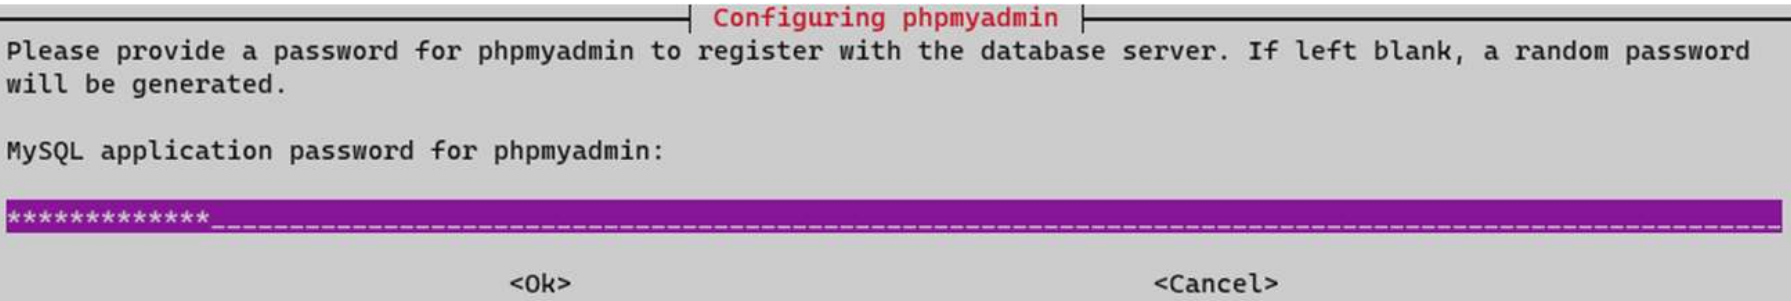 Configuring phpmyadmin
Please provide a password for phpmyadmin to register with the database server. If left blank, a random password
will be generated.
MySQL application password for phpmyadmin:
*************
<Ok> <Cancel>